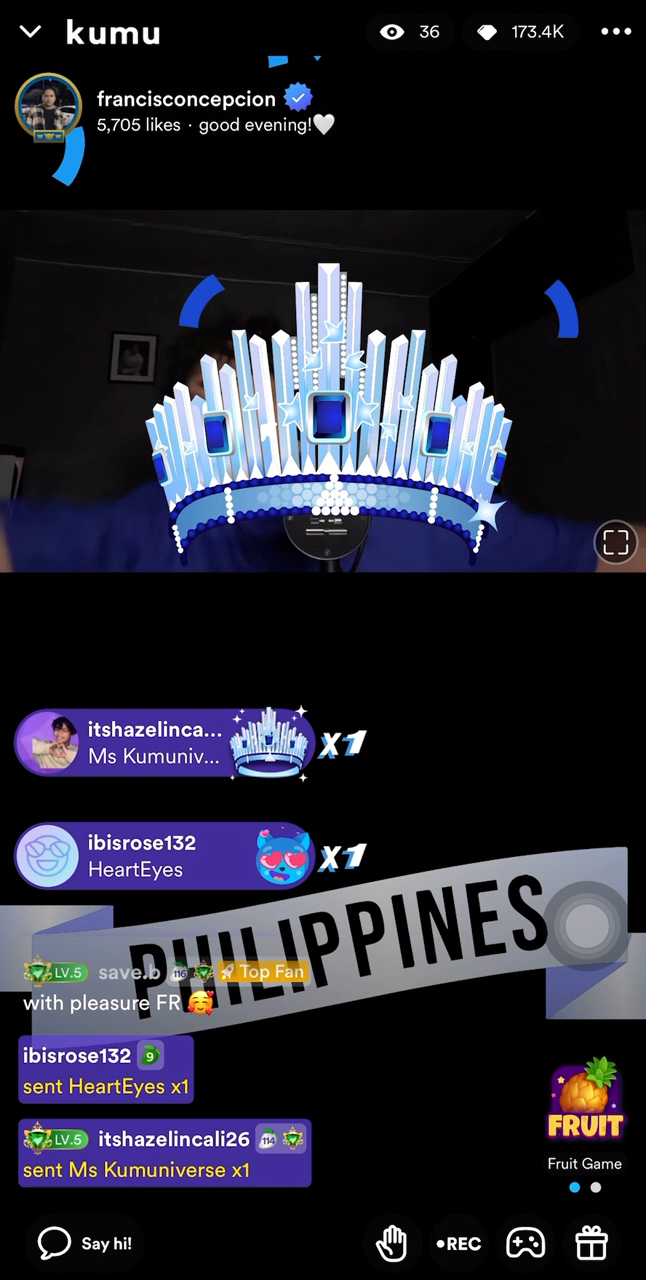 kumu
36
173.4K
francisconcepcion
5,705 likes · good evening!🤍
itshazelinca...
Ms Kumuniv...
X1
ibisrose132
HeartEyes
X1
PHILIPPINES
LV.5 save.b 116 Top Fan
with pleasure FR 🥰
ibisrose132 9
sent HeartEyes x1
LV.5 itshazelincali26 114
sent Ms Kumuniverse x1
FRUIT
Fruit Game
Say hi!
•REC